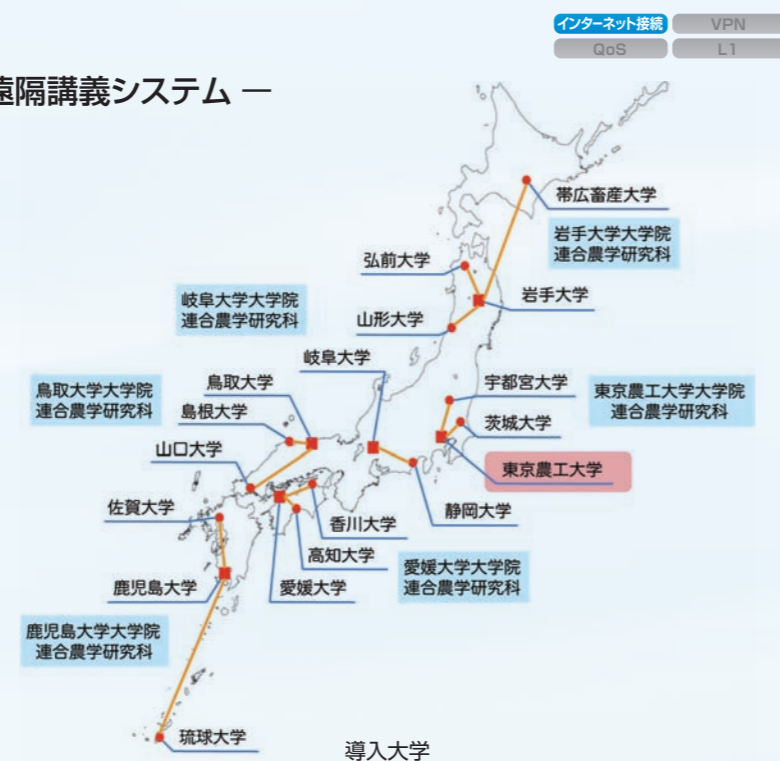 インターネット接続 VPN
QoS L1
遠隔講義システム ―
帯広畜産大学
岩手大学大学院
連合農学研究科
弘前大学
岩手大学
岐阜大学大学院
連合農学研究科
山形大学
岐阜大学
鳥取大学
宇都宮大学
鳥取大学大学院
連合農学研究科
東京農工大学大学院
連合農学研究科
島根大学
茨城大学
山口大学
東京農工大学
佐賀大学
静岡大学
香川大学
高知大学
愛媛大学大学院
連合農学研究科
鹿児島大学
愛媛大学
鹿児島大学大学院
連合農学研究科
琉球大学
導入大学